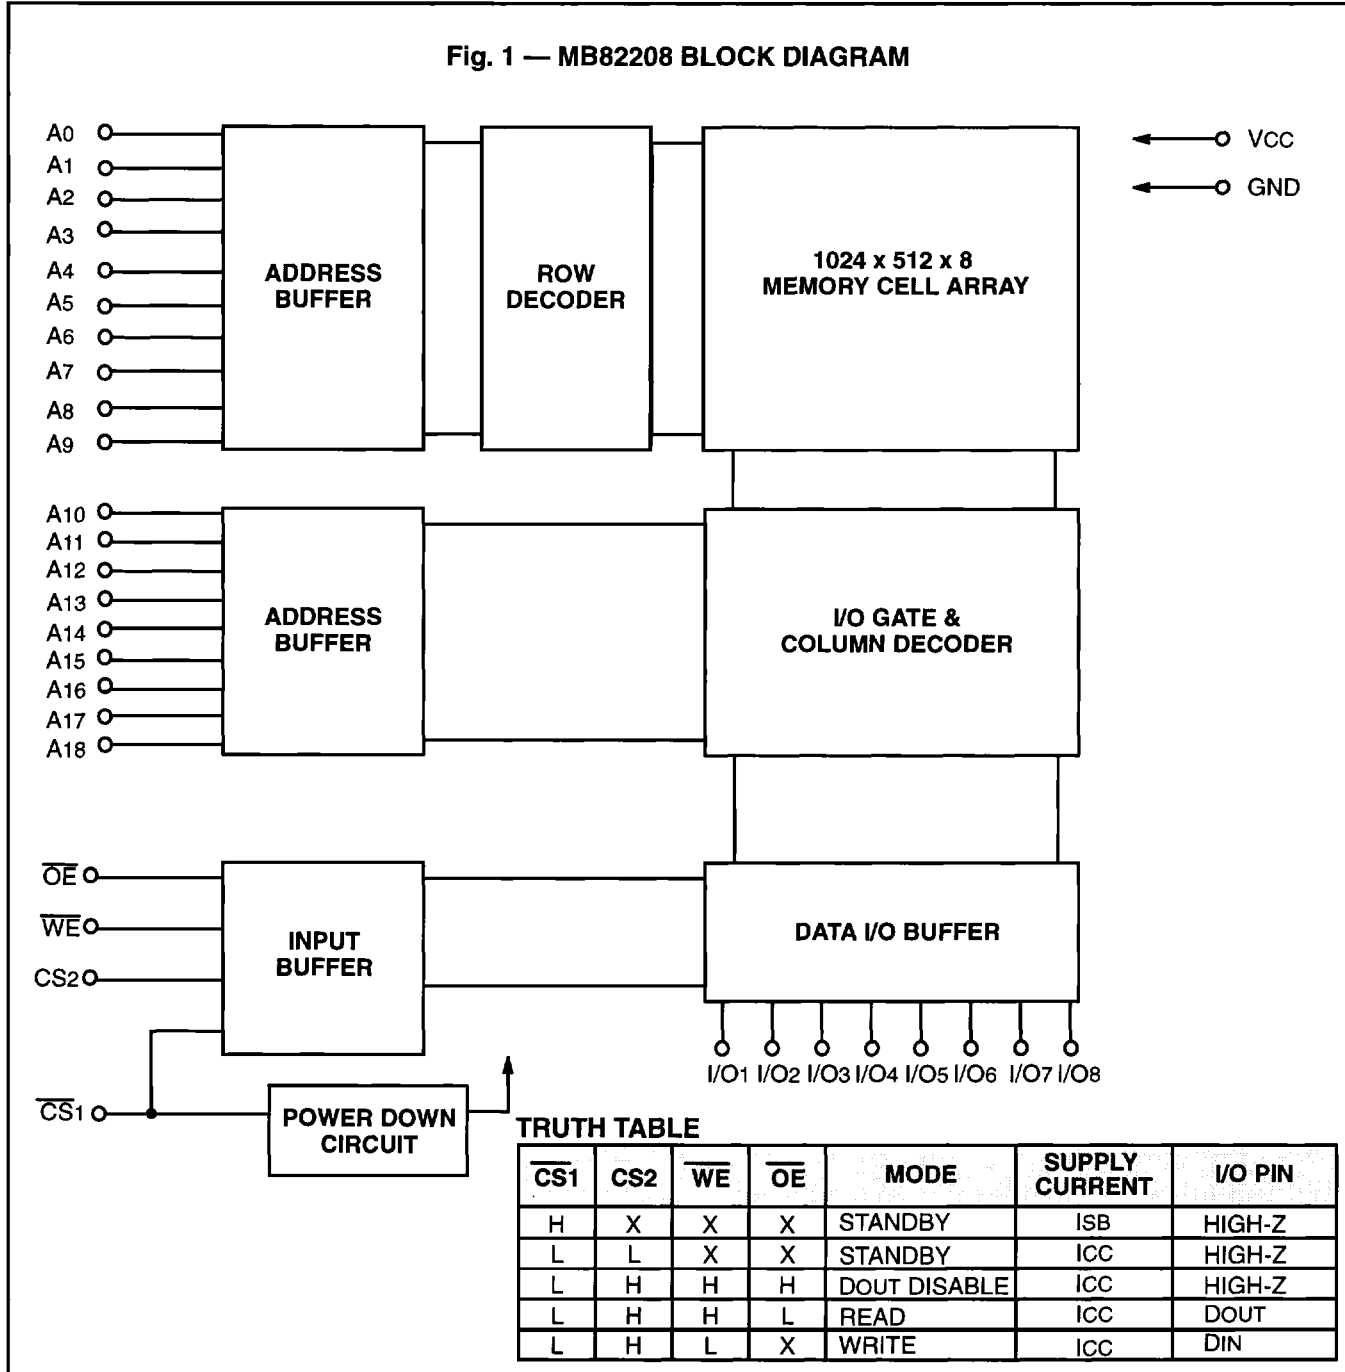 Fig. 1 — MB82208 BLOCK DIAGRAM
A0
A1
A2
A3
A4
A5
A6
A7
A8
A9
ADDRESS
BUFFER
ROW
DECODER
1024 x 512 x 8
MEMORY CELL ARRAY
VCC
GND
A10
A11
A12
A13
A14
A15
A16
A17
A18
ADDRESS
BUFFER
I/O GATE &
COLUMN DECODER
OE
WE
CS2
INPUT
BUFFER
DATA I/O BUFFER
I/O1 I/O2 I/O3 I/O4 I/O5 I/O6 I/O7 I/O8
CS1
POWER DOWN
CIRCUIT
TRUTH TABLE
CS1 CS2 WE OE MODE SUPPLY CURRENT I/O PIN
H X X X STANDBY ISB HIGH-Z
L L X X STANDBY ICC HIGH-Z
L H H H DOUT DISABLE ICC HIGH-Z
L H H L READ ICC DOUT
L H L X WRITE ICC DIN